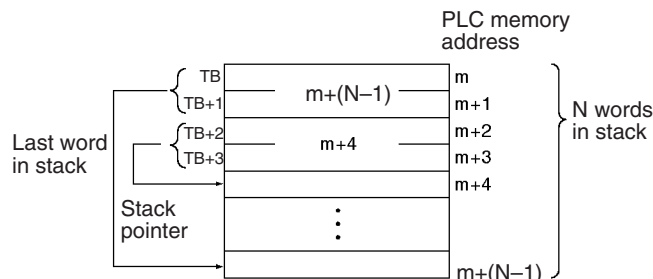 PLC memory
address
TB
m+(N–1)
m
TB+1
m+1
Last word
in stack
TB+2
m+4
m+2
TB+3
m+3
m+4
N words
in stack
Stack
pointer
m+(N–1)